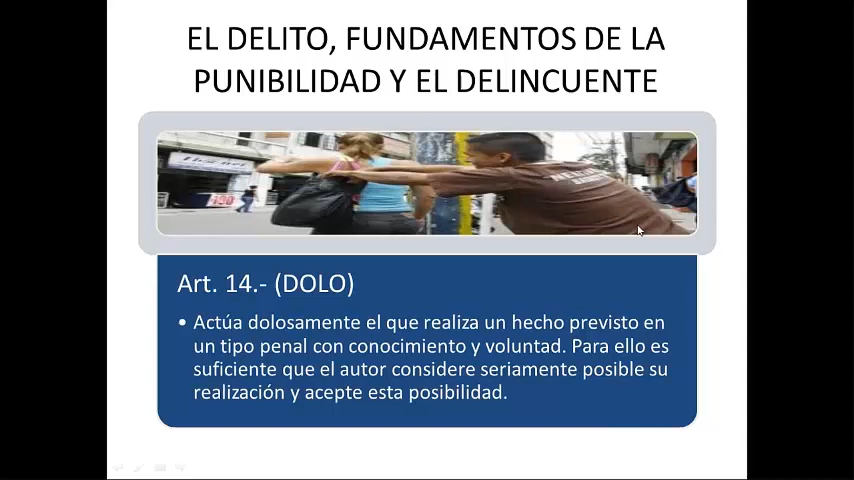 EL DELITO, FUNDAMENTOS DE LA
PUNIBILIDAD Y EL DELINCUENTE
Art. 14.- (DOLO)
• Actúa dolosamente el que realiza un hecho previsto en
un tipo penal con conocimiento y voluntad. Para ello es
suficiente que el autor considere seriamente posible su
realización y acepte esta posibilidad.